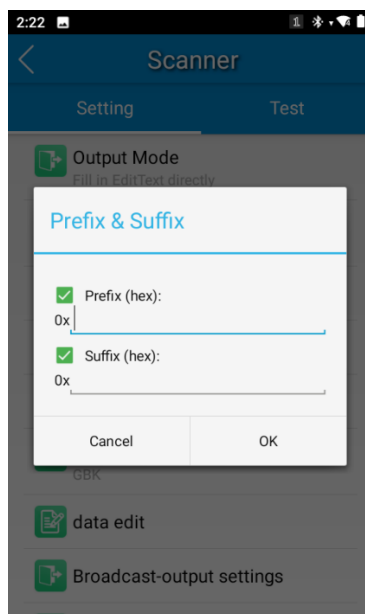 2:22
Scanner
Setting Test
Output Mode
Fill in EditText directly
Prefix & Suffix
Prefix (hex):
0x
Suffix (hex):
0x
Cancel OK
GBK
data edit
Broadcast-output settings